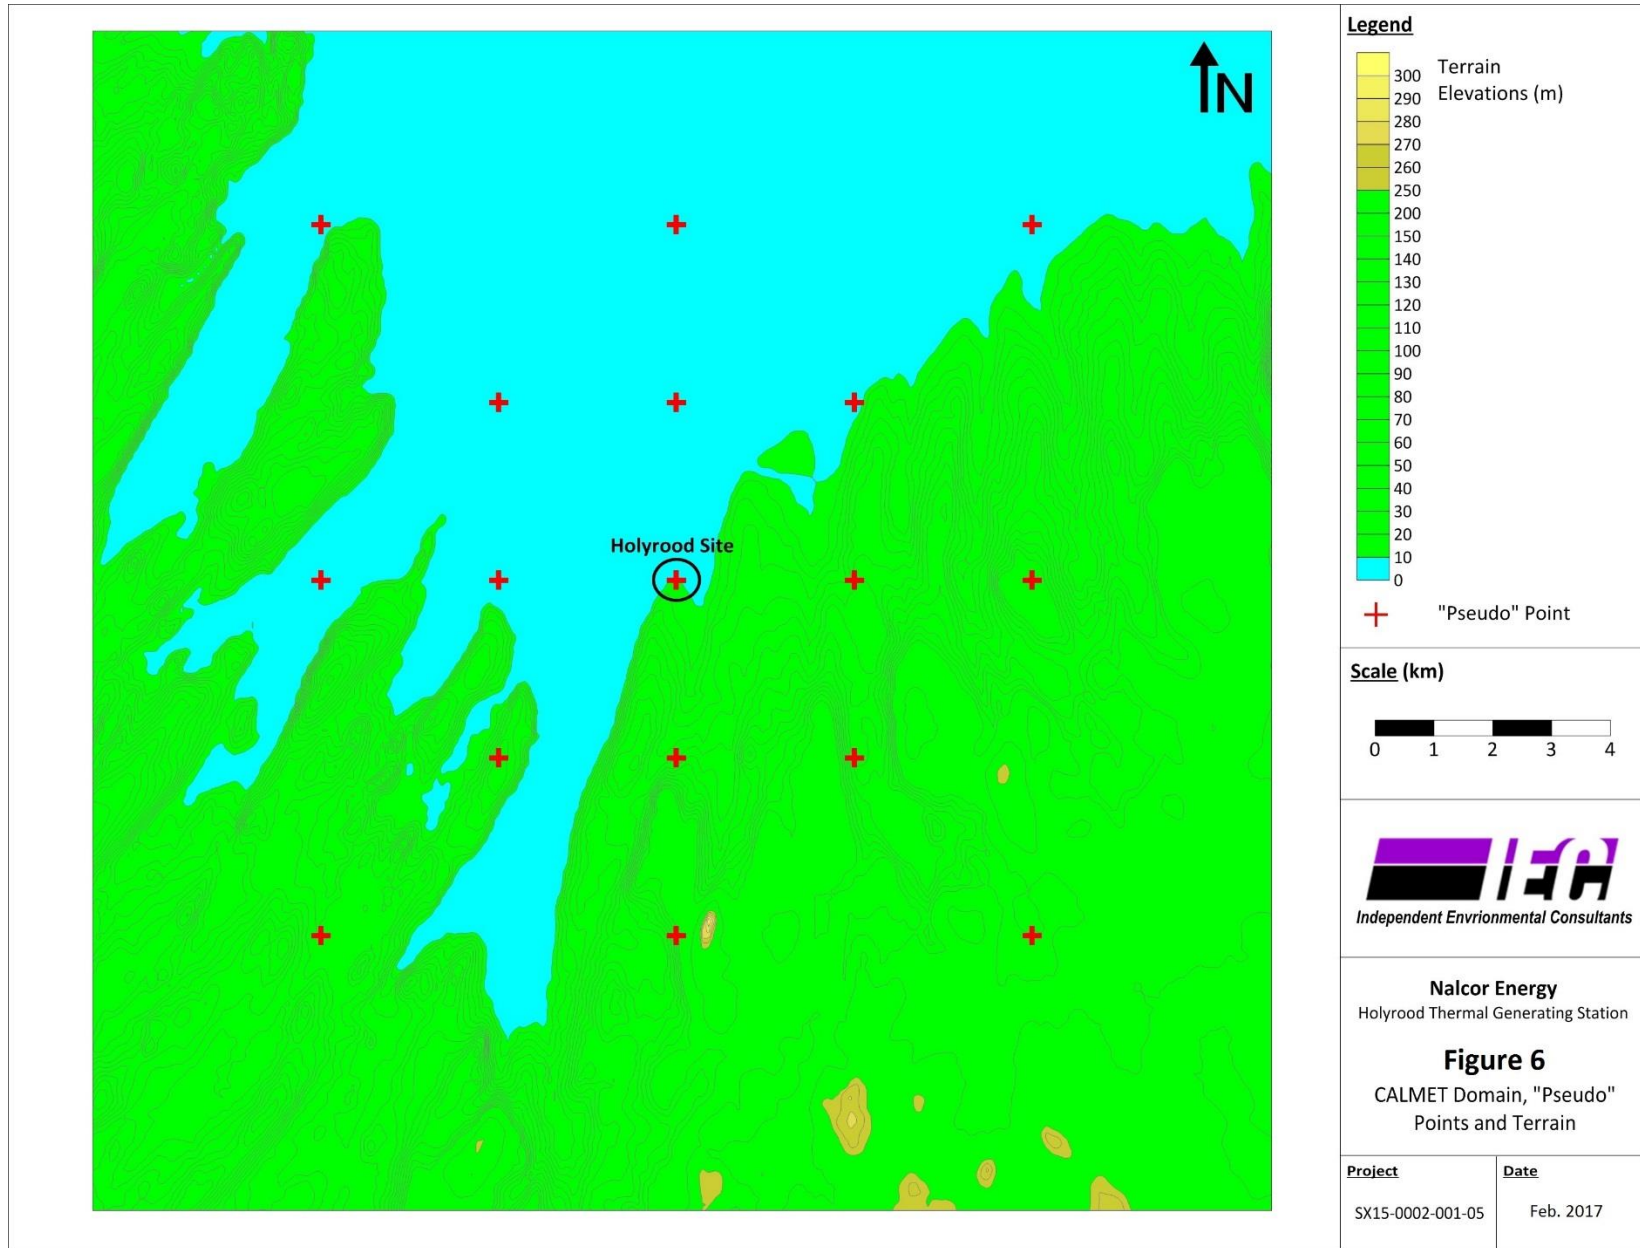 N
Holyrood Site
Legend
Terrain
Elevations (m)
300
290
280
270
260
250
200
150
140
130
120
110
100
90
80
70
60
50
40
30
20
10
0
"Pseudo" Point
Scale (km)
0 1 2 3 4
IEC
Independent Envrionmental Consultants
Nalcor Energy
Holyrood Thermal Generating Station
Figure 6
CALMET Domain, "Pseudo"
Points and Terrain
Project
SX15-0002-001-05
Date
Feb. 2017